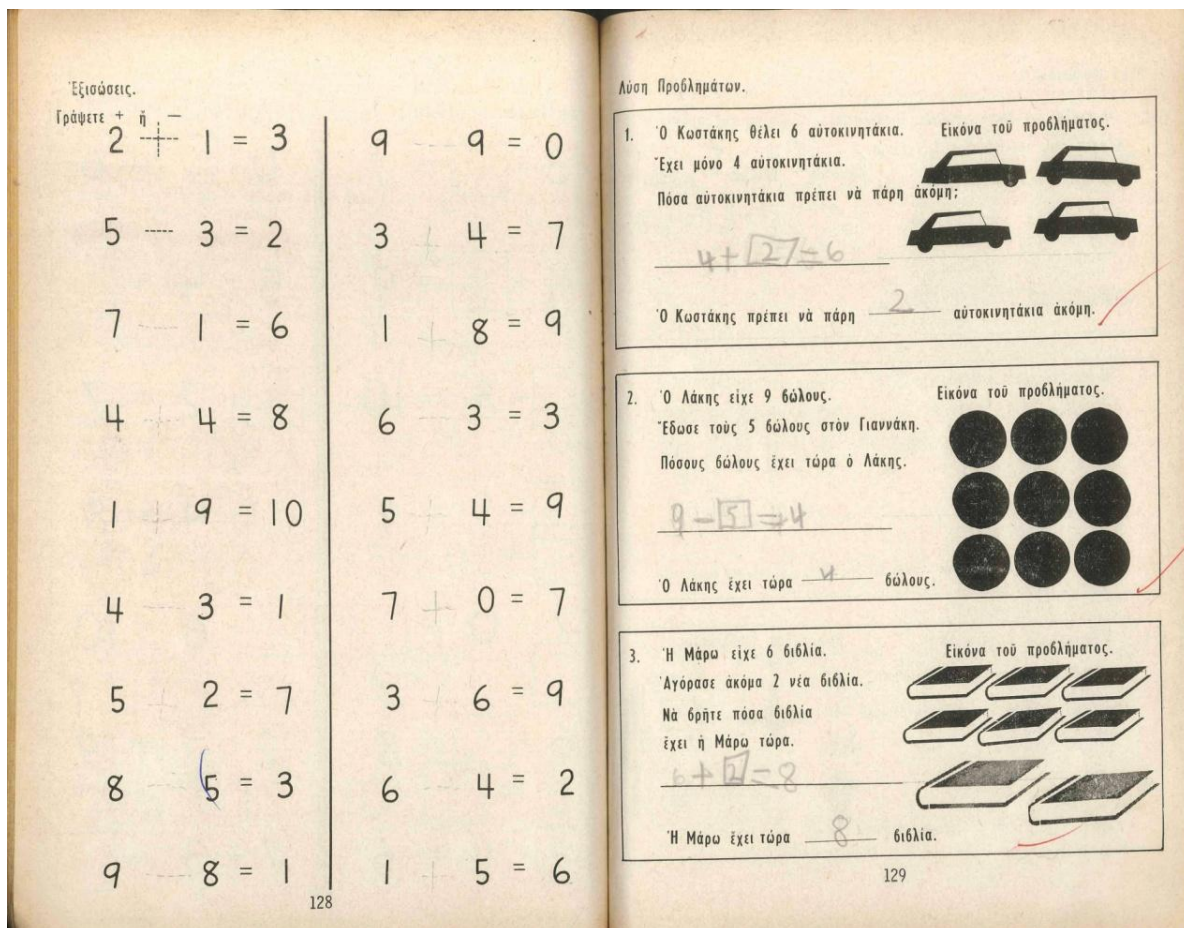 Ἐξισώσεις.
Γράψετε + ἤ −
2 + 1 = 3
5 − 3 = 2
7 − 1 = 6
4 + 4 = 8
1 + 9 = 10
4 − 3 = 1
5 + 2 = 7
8 − 5 = 3
9 − 8 = 1
9 − 9 = 0
3 + 4 = 7
1 + 8 = 9
6 − 3 = 3
5 + 4 = 9
7 + 0 = 7
3 + 6 = 9
6 − 4 = 2
1 + 5 = 6
128
Λύση Προβλημάτων.
1. Ὁ Κωστάκης θέλει 6 αὐτοκινητάκια.
Ἔχει μόνο 4 αὐτοκινητάκια.
Πόσα αὐτοκινητάκια πρέπει νὰ πάρη ἀκόμη;
Εἰκόνα τοῦ προβλήματος.
4 + 2 = 6
Ὁ Κωστάκης πρέπει νὰ πάρη 2 αὐτοκινητάκια ἀκόμη.
2. Ὁ Λάκης εἶχε 9 βώλους.
Ἔδωσε τοὺς 5 βώλους στὸν Γιαννάκη.
Πόσους βώλους ἔχει τώρα ὁ Λάκης.
Εἰκόνα τοῦ προβλήματος.
9 − 5 = 4
Ὁ Λάκης ἔχει τώρα 4 βώλους.
3. Ἡ Μάρω εἶχε 6 βιβλία.
Ἀγόρασε ἀκόμα 2 νέα βιβλία.
Νὰ βρῆτε πόσα βιβλία
ἔχει ἡ Μάρω τώρα.
Εἰκόνα τοῦ προβλήματος.
6 + 2 = 8
Ἡ Μάρω ἔχει τώρα 8 βιβλία.
129